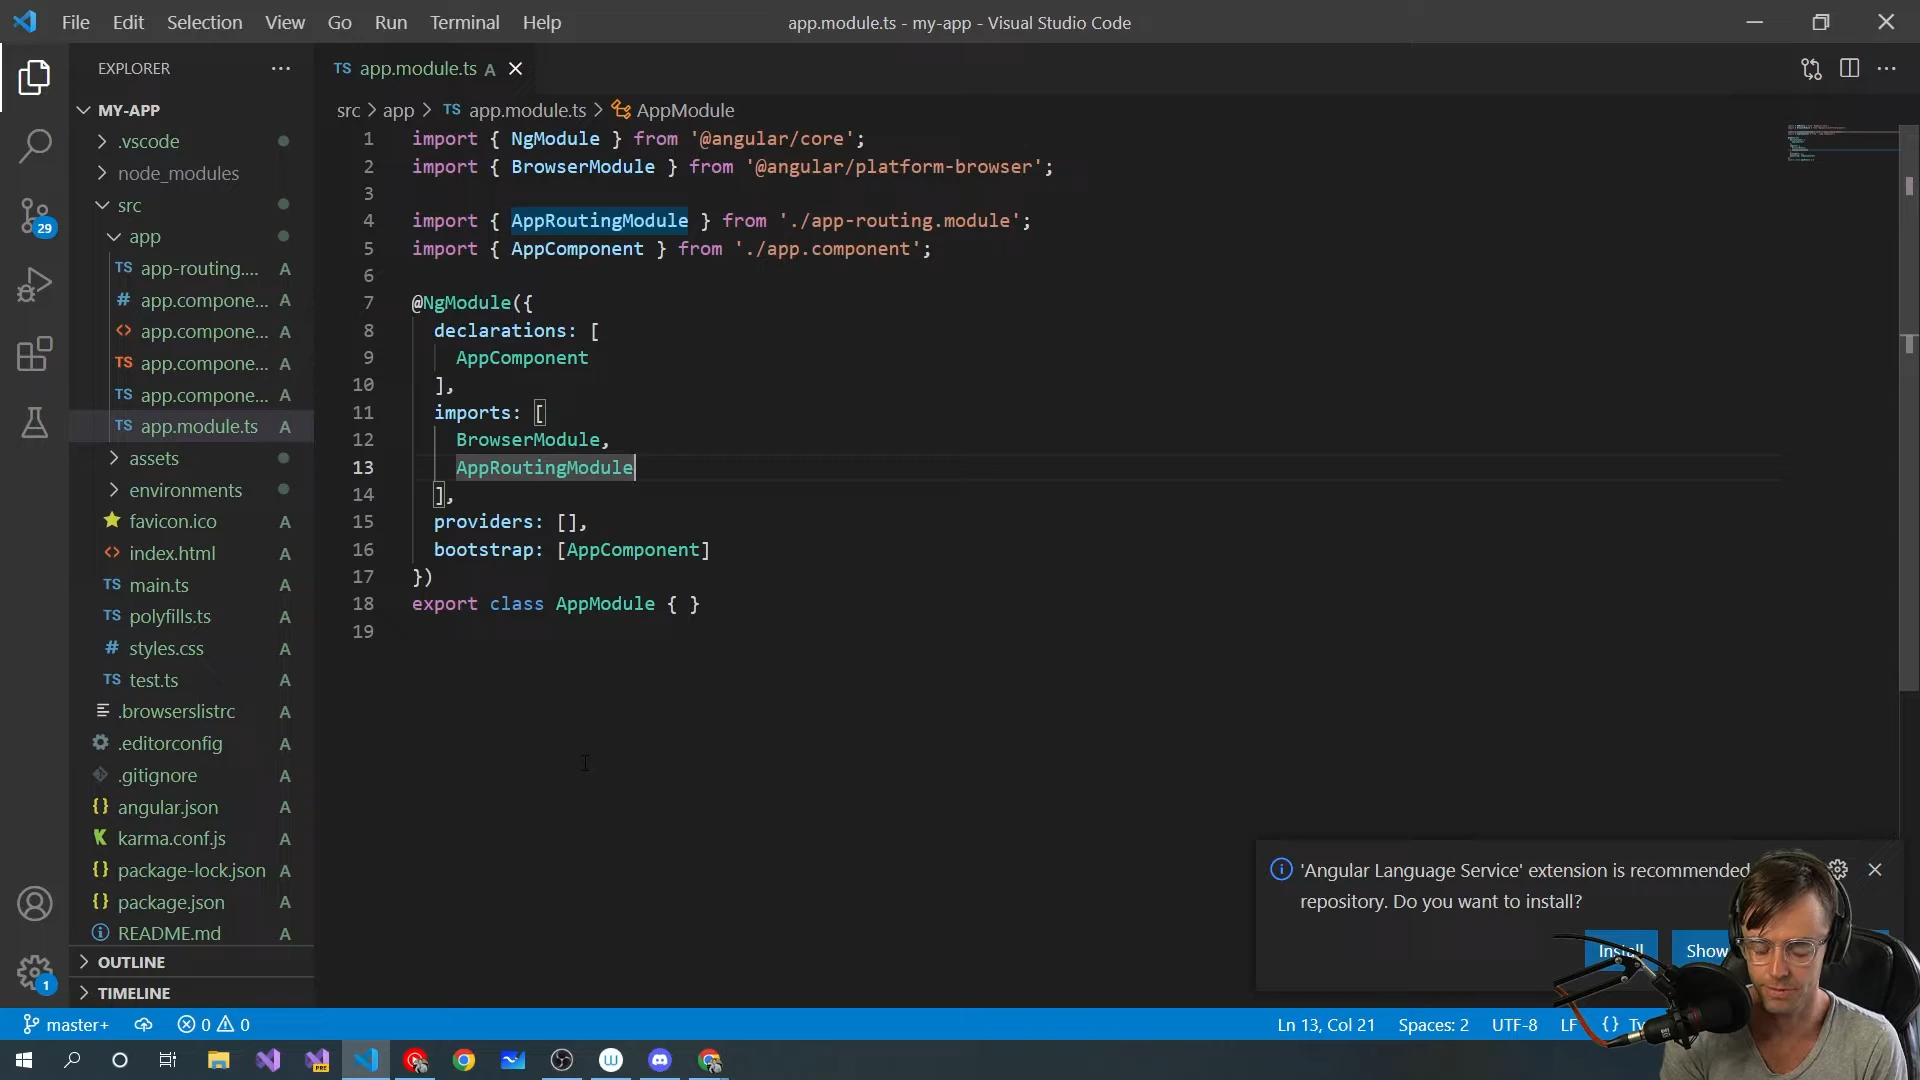 File Edit Selection View Go Run Terminal Help
app.module.ts - my-app - Visual Studio Code
EXPLORER
MY-APP
.vscode
node_modules
src
app
TS app-routing.... A
# app.compone... A
<> app.compone... A
TS app.compone... A
TS app.compone... A
TS app.module.ts A
assets
environments
favicon.ico A
<> index.html A
TS main.ts A
TS polyfills.ts A
# styles.css A
TS test.ts A
.browserslistrc A
.editorconfig A
.gitignore A
{} angular.json A
karma.conf.js A
{} package-lock.json A
{} package.json A
README.md A
OUTLINE
TIMELINE
29
1
TS app.module.ts A
src > app > TS app.module.ts > AppModule
1 import { NgModule } from '@angular/core';
2 import { BrowserModule } from '@angular/platform-browser';
3
4 import { AppRoutingModule } from './app-routing.module';
5 import { AppComponent } from './app.component';
6
7 @NgModule({
8 declarations: [
9 AppComponent
10 ],
11 imports: [
12 BrowserModule,
13 AppRoutingModule
14 ],
15 providers: [],
16 bootstrap: [AppComponent]
17 })
18 export class AppModule { }
19
'Angular Language Service' extension is recommended
repository. Do you want to install?
Install Show
master+ 0 0 Ln 13, Col 21 Spaces: 2 UTF-8 LF {}
PRE